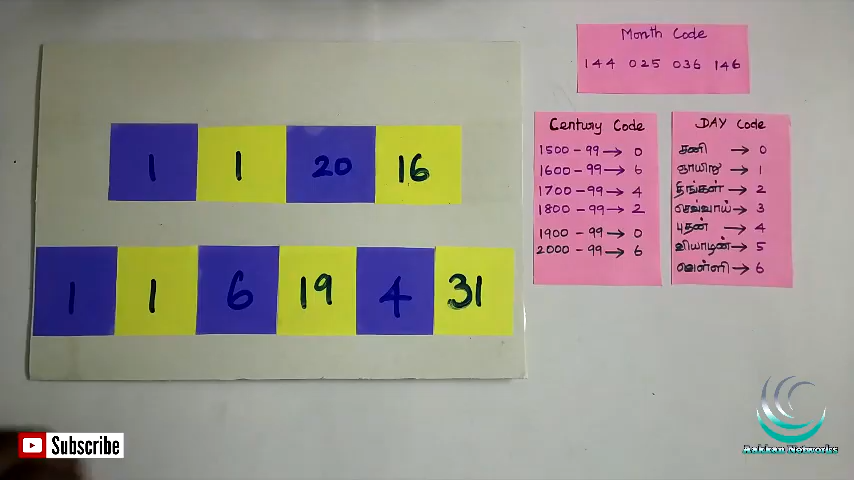 Month Code
144 025 036 146
1 1 20 16
1 1 6 19 4 31
Century Code
1500 - 99 → 0
1600 - 99 → 6
1700 - 99 → 4
1800 - 99 → 2
1900 - 99 → 0
2000 - 99 → 6
DAY Code
சனி → 0
ஞாயிறு → 1
திங்கள் → 2
செவ்வாய் → 3
புதன் → 4
வியாழன் → 5
வெள்ளி → 6
Subscribe